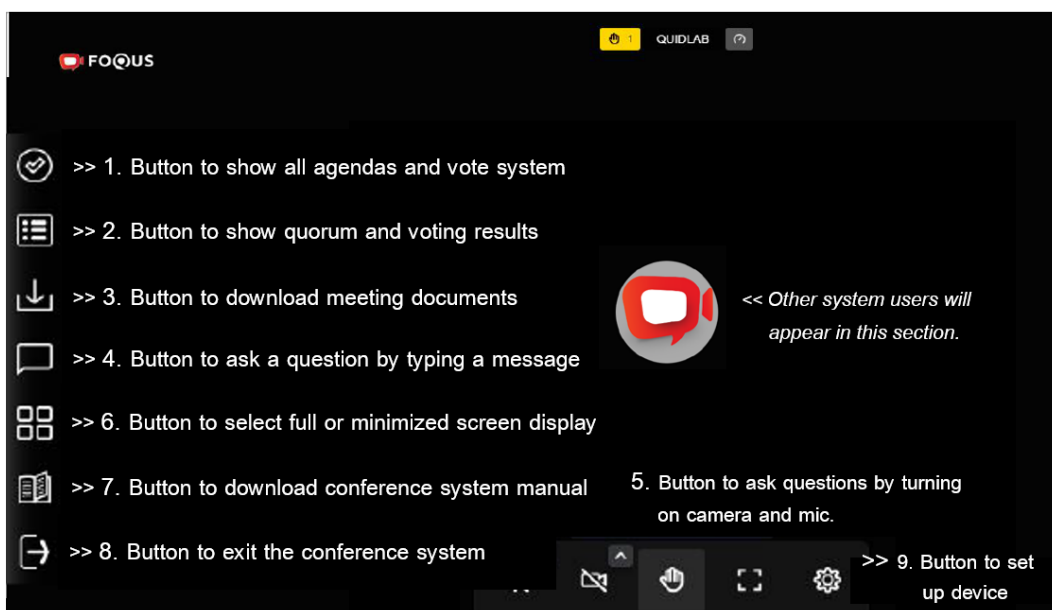 1 QUIDLAB
FOQUS
>> 1. Button to show all agendas and vote system
>> 2. Button to show quorum and voting results
>> 3. Button to download meeting documents
<< Other system users will
appear in this section.
>> 4. Button to ask a question by typing a message
>> 6. Button to select full or minimized screen display
>> 7. Button to download conference system manual
5. Button to ask questions by turning
on camera and mic.
>> 8. Button to exit the conference system
>> 9. Button to set
up device